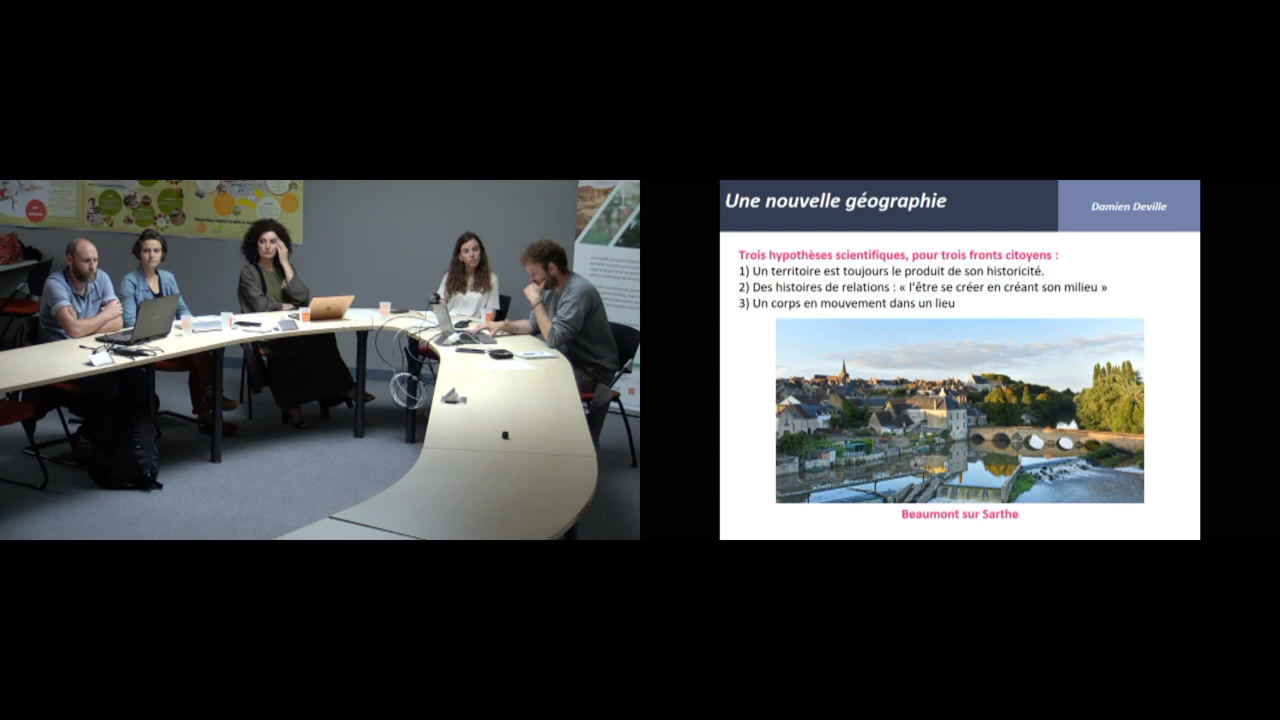 Une nouvelle géographie
Damien Deville
Trois hypothèses scientifiques, pour trois fronts citoyens :
1) Un territoire est toujours le produit de son historicité.
2) Des histoires de relations : « l'être se créer en créant son milieu »
3) Un corps en mouvement dans un lieu
Beaumont sur Sarthe